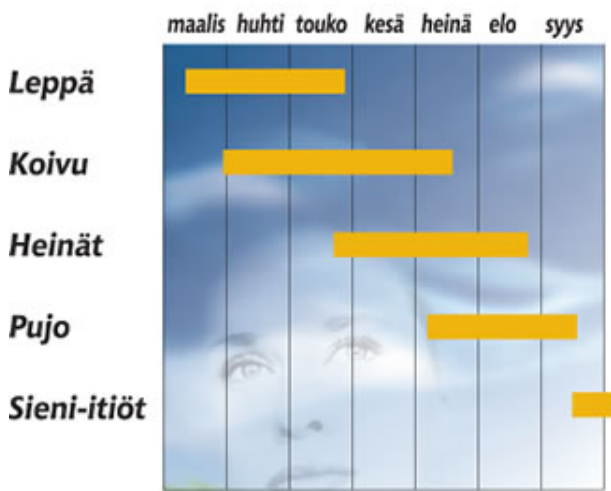 maalis huhti touko kesä heinä elo syys
Leppä
Koivu
Heinät
Pujo
Sieni-itiöt